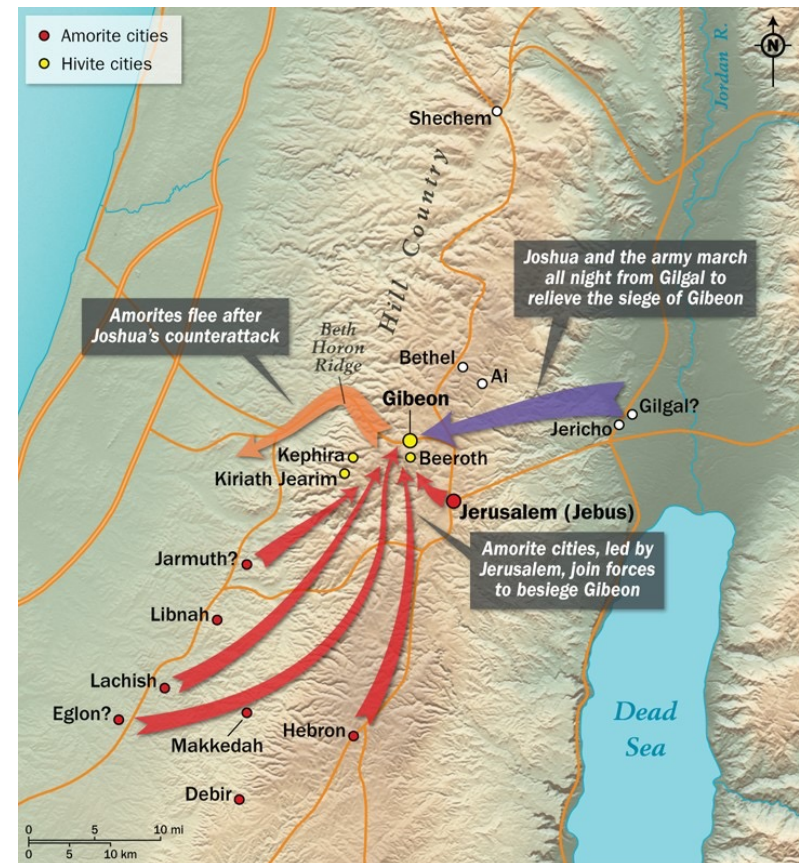 Amorite cities
Hivite cities
N
Jordan R.
Shechem
Hill Country
Joshua and the army march
all night from Gilgal to
relieve the siege of Gibeon
Amorites flee after
Joshua’s counterattack
Beth
Horon
Ridge
Bethel
Ai
Gibeon
Gilgal?
Jericho
Kephira
Beeroth
Kiriath Jearim
Jerusalem (Jebus)
Amorite cities, led by
Jerusalem, join forces
to besiege Gibeon
Jarmuth?
Libnah
Lachish
Eglon?
Makkedah
Hebron
Dead
Sea
Debir
0 5 10 mi
0 5 10 km